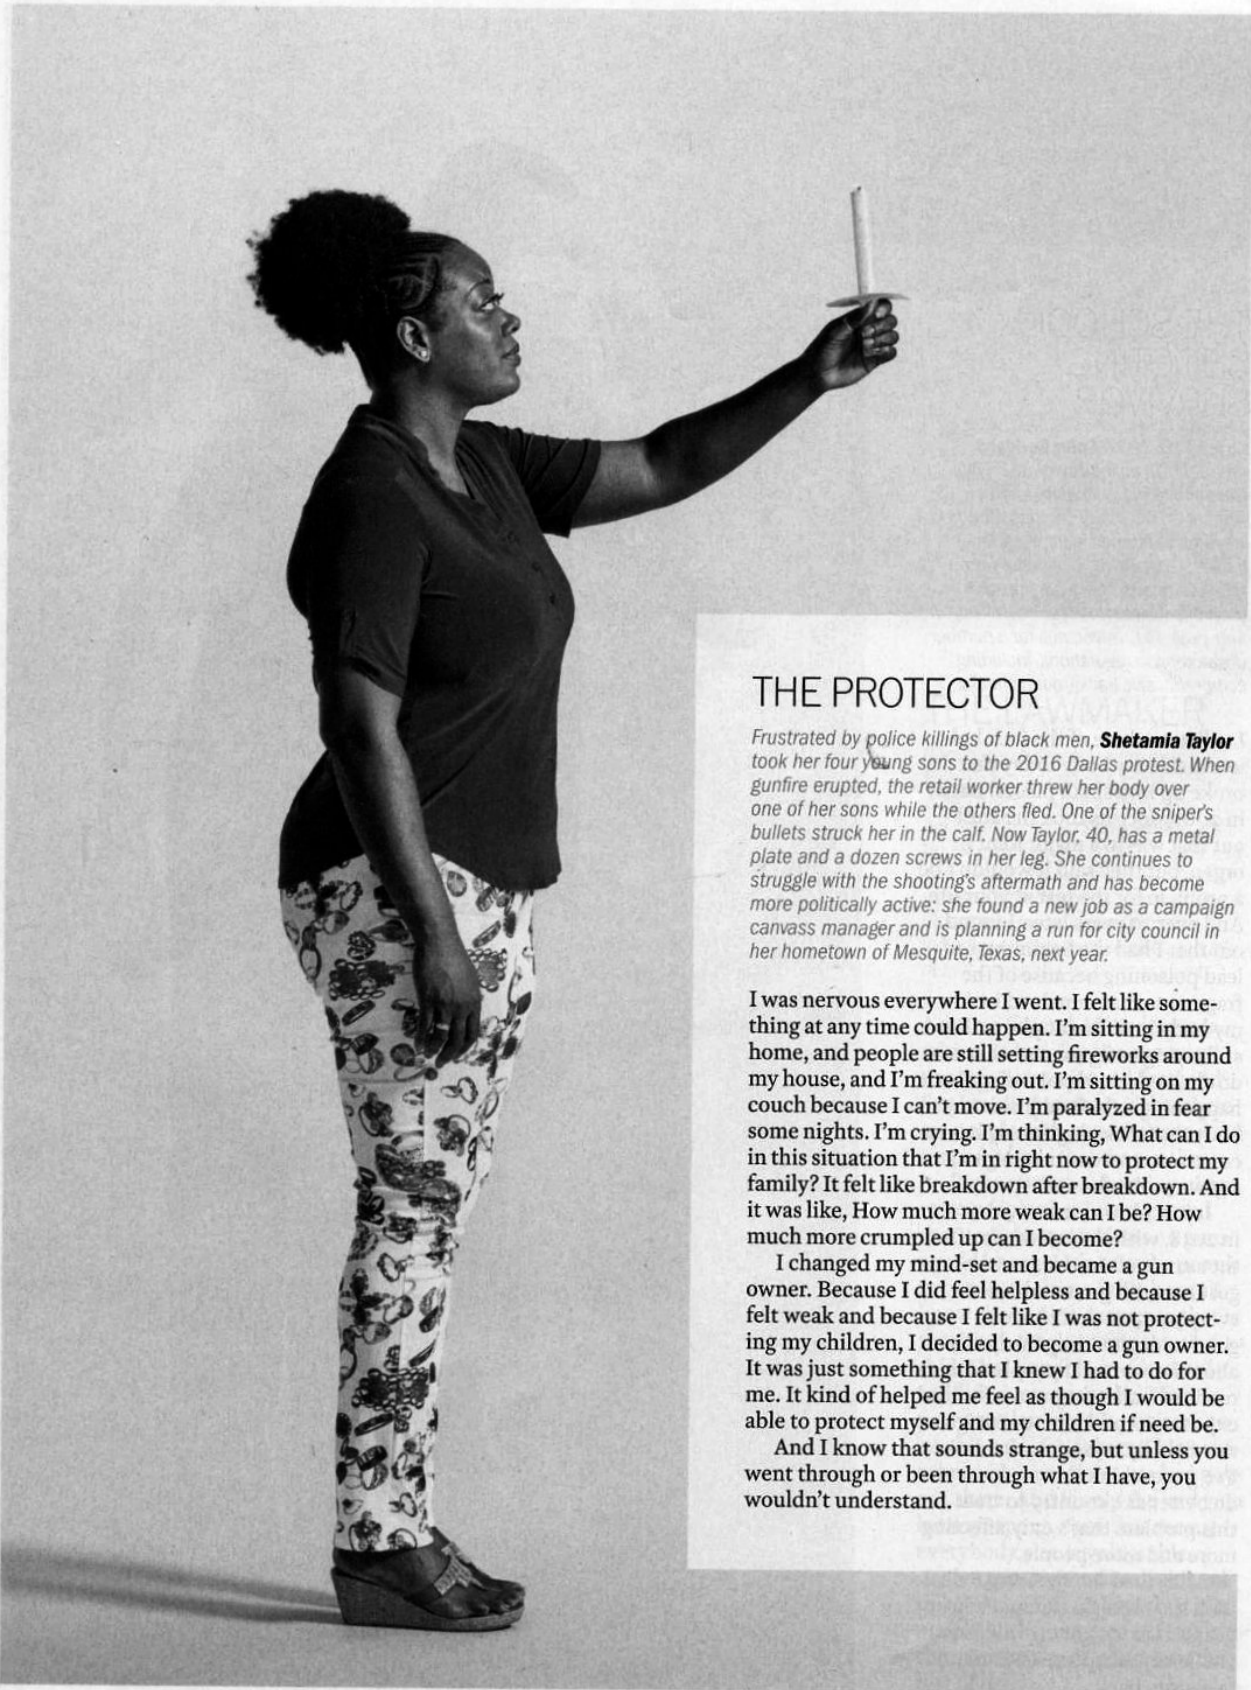 THE PROTECTOR
Frustrated by police killings of black men, Shetamia Taylor
took her four young sons to the 2016 Dallas protest. When
gunfire erupted, the retail worker threw her body over
one of her sons while the others fled. One of the sniper's
bullets struck her in the calf. Now Taylor, 40, has a metal
plate and a dozen screws in her leg. She continues to
struggle with the shooting's aftermath and has become
more politically active: she found a new job as a campaign
canvass manager and is planning a run for city council in
her hometown of Mesquite, Texas, next year.
I was nervous everywhere I went. I felt like some-
thing at any time could happen. I'm sitting in my
home, and people are still setting fireworks around
my house, and I'm freaking out. I'm sitting on my
couch because I can't move. I'm paralyzed in fear
some nights. I'm crying. I'm thinking, What can I do
in this situation that I'm in right now to protect my
family? It felt like breakdown after breakdown. And
it was like, How much more weak can I be? How
much more crumpled up can I become?
I changed my mind-set and became a gun
owner. Because I did feel helpless and because I
felt weak and because I felt like I was not protect-
ing my children, I decided to become a gun owner.
It was just something that I knew I had to do for
me. It kind of helped me feel as though I would be
able to protect myself and my children if need be.
And I know that sounds strange, but unless you
went through or been through what I have, you
wouldn't understand.